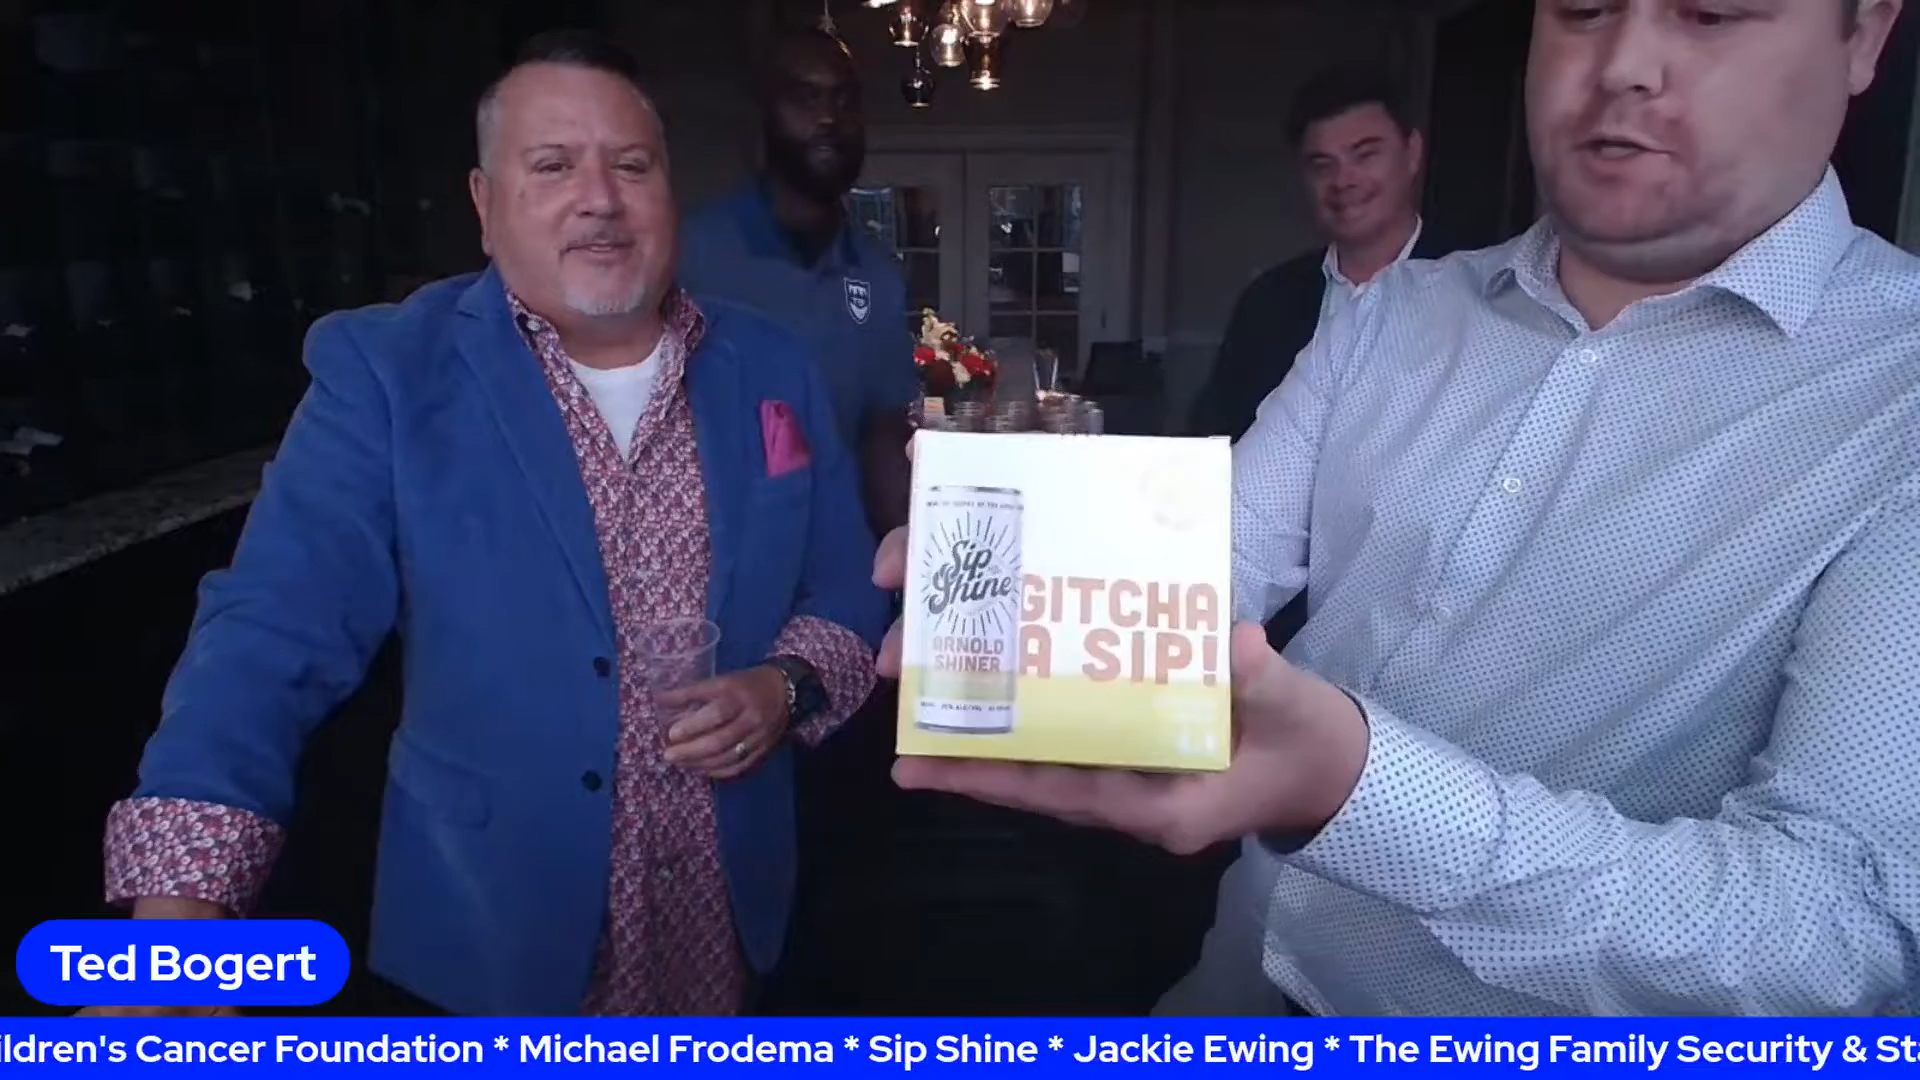 Sip
Shine
ARNOLD
SHINER
GITCHA
A SIP!
Ted Bogert
ildren's Cancer Foundation * Michael Frodema * Sip Shine * Jackie Ewing * The Ewing Family Security & Sta